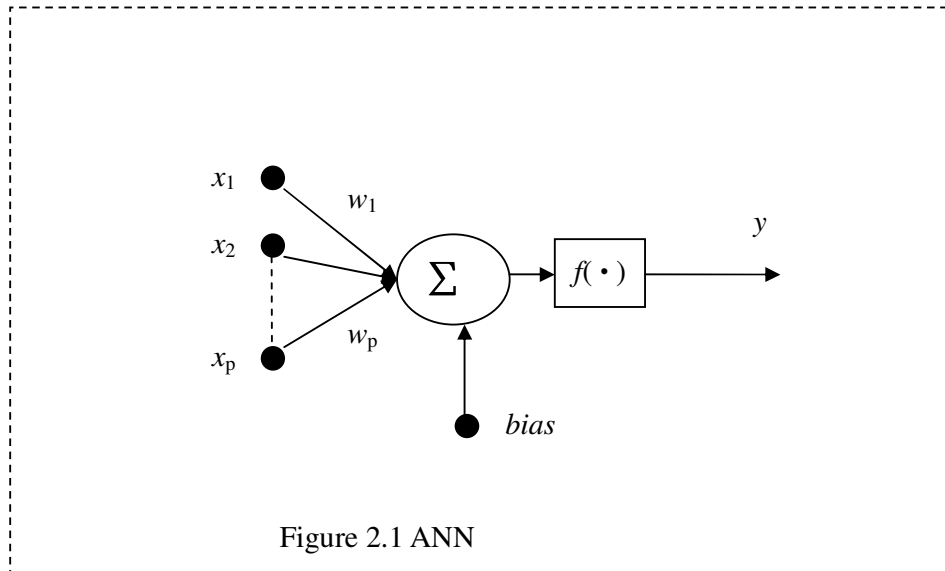 x₁
w₁
y
x₂
Σ
f(·)
wₚ
xₚ
bias
Figure 2.1 ANN